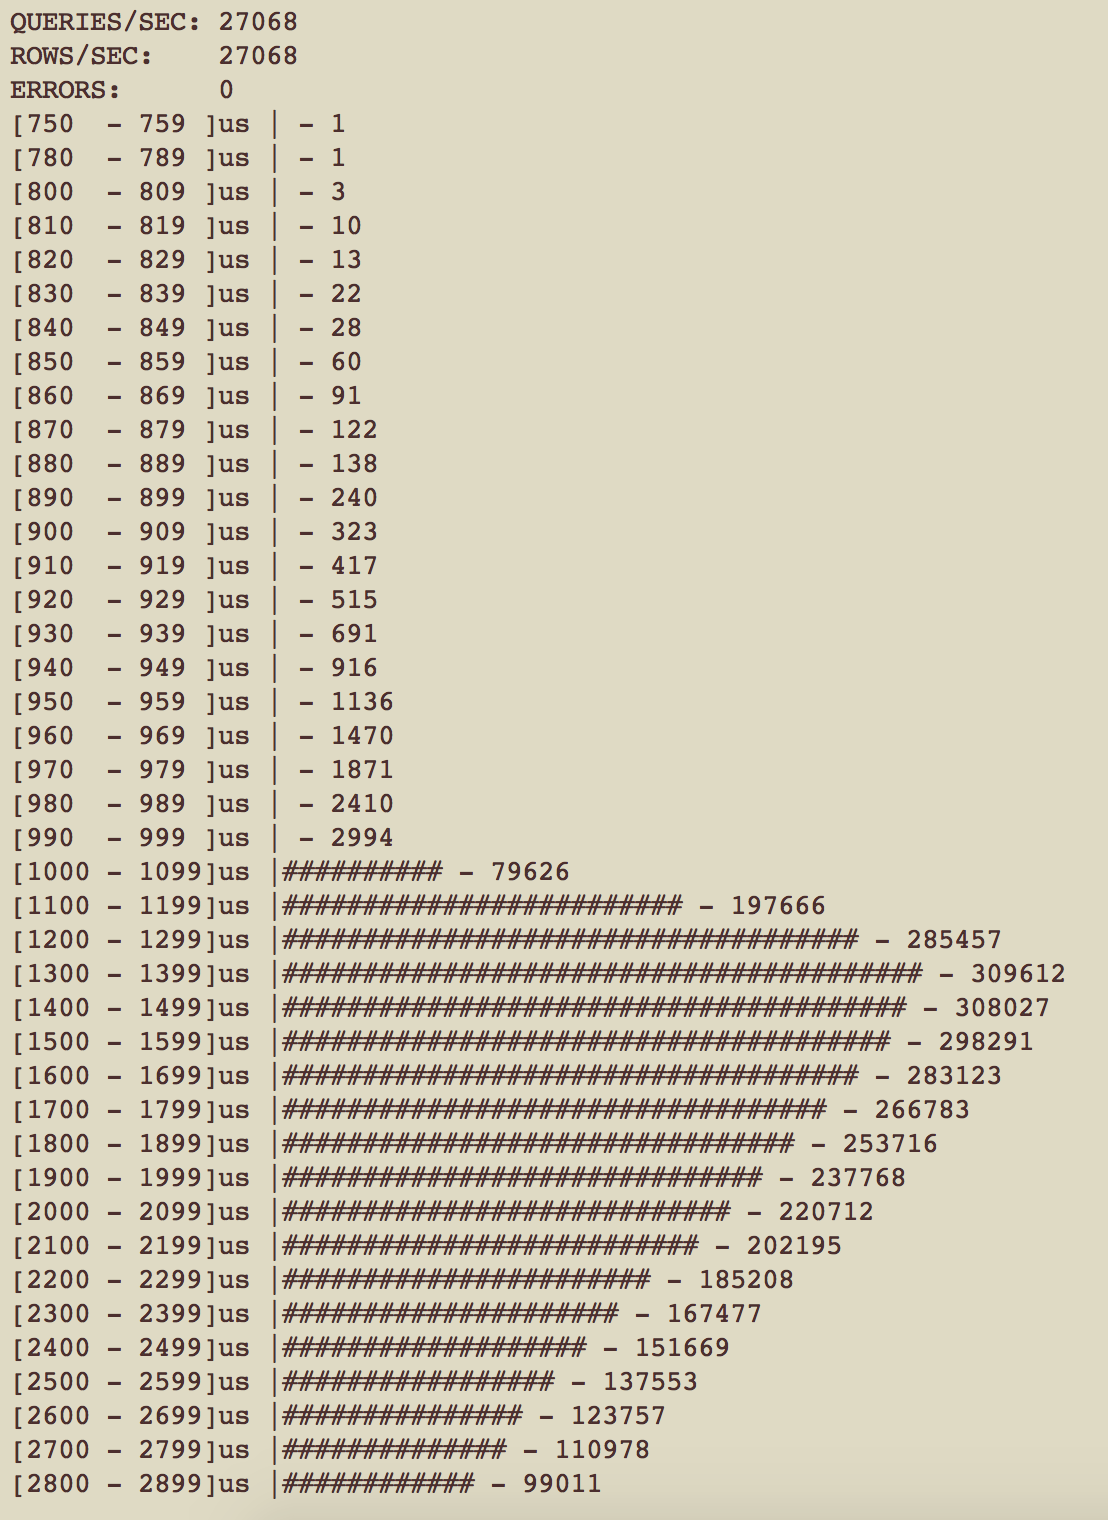 QUERIES/SEC: 27068
ROWS/SEC:    27068
ERRORS:      0
[750  - 759 ]us | - 1
[780  - 789 ]us | - 1
[800  - 809 ]us | - 3
[810  - 819 ]us | - 10
[820  - 829 ]us | - 13
[830  - 839 ]us | - 22
[840  - 849 ]us | - 28
[850  - 859 ]us | - 60
[860  - 869 ]us | - 91
[870  - 879 ]us | - 122
[880  - 889 ]us | - 138
[890  - 899 ]us | - 240
[900  - 909 ]us | - 323
[910  - 919 ]us | - 417
[920  - 929 ]us | - 515
[930  - 939 ]us | - 691
[940  - 949 ]us | - 916
[950  - 959 ]us | - 1136
[960  - 969 ]us | - 1470
[970  - 979 ]us | - 1871
[980  - 989 ]us | - 2410
[990  - 999 ]us | - 2994
[1000 - 1099]us |########## - 79626
[1100 - 1199]us |######################### - 197666
[1200 - 1299]us |#################################### - 285457
[1300 - 1399]us |######################################## - 309612
[1400 - 1499]us |####################################### - 308027
[1500 - 1599]us |###################################### - 298291
[1600 - 1699]us |#################################### - 283123
[1700 - 1799]us |################################## - 266783
[1800 - 1899]us |################################ - 253716
[1900 - 1999]us |############################## - 237768
[2000 - 2099]us |############################ - 220712
[2100 - 2199]us |########################## - 202195
[2200 - 2299]us |####################### - 185208
[2300 - 2399]us |##################### - 167477
[2400 - 2499]us |################### - 151669
[2500 - 2599]us |################# - 137553
[2600 - 2699]us |############### - 123757
[2700 - 2799]us |############## - 110978
[2800 - 2899]us |############ - 99011